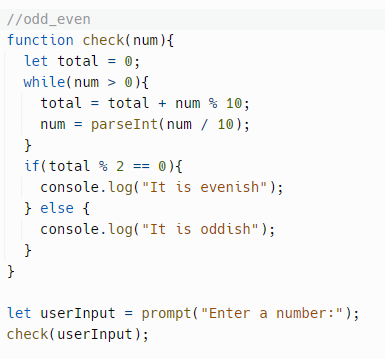 //odd_even
function check(num){
  let total = 0;
  while(num > 0){
    total = total + num % 10;
    num = parseInt(num / 10);
  }
  if(total % 2 == 0){
    console.log("It is evenish");
  } else {
    console.log("It is oddish");
  }
}

let userInput = prompt("Enter a number:");
check(userInput);